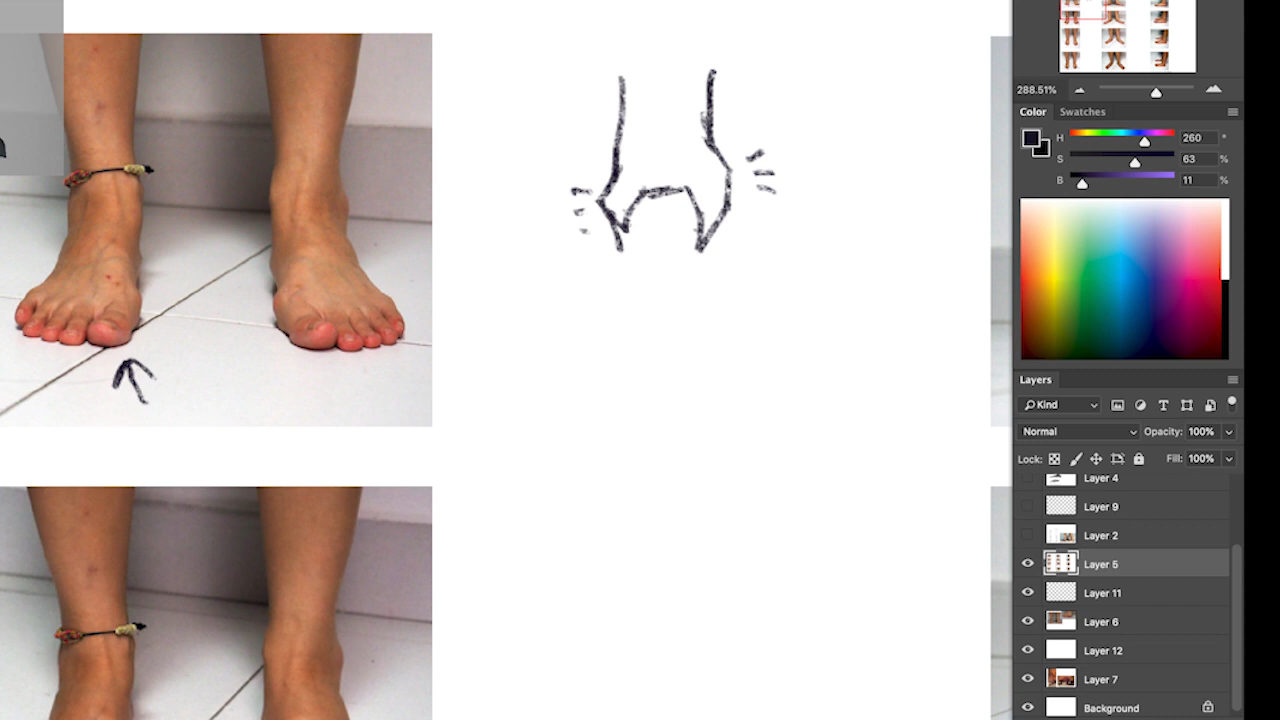 288.51%
Color Swatches
H 260 °
S 63 %
B 11 %
Layers
Kind
Normal Opacity: 100%
Lock: Fill: 100%
Layer 4
Layer 9
Layer 2
Layer 5
Layer 11
Layer 6
Layer 12
Layer 7
Background